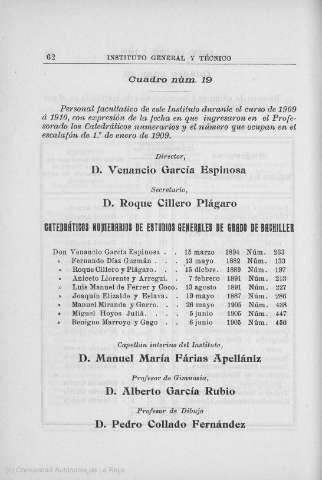 62 INSTITUTO GENERAL Y TÉCNICO
Cuadro núm. 19
Personal facultativo de este Instituto durante el curso de 1909
á 1910, con expresión de la fecha en que ingresaron en el Profe-
sorado los Catedráticos numerarios y el número que ocupan en el
escalafón de 1.º de enero de 1909.
Director,
D. Venancio García Espinosa
Secretario,
D. Roque Cillero Plágaro
CATEDRÁTICOS NUMERARIOS DE ESTUDIOS GENERALES DE GRADO DE BACHILLER
Don Venancio García Espinosa . . 15 marzo 1894 Núm. 253
» Fernando Díaz Guzmán . . . 13 mayo 1882 Núm. 133
» Roque Cillero y Plágaro. . . 15 dicbre. 1889 Núm. 197
» Aniceto Llorente y Arregui. . 7 febrero 1891 Núm. 213
» Luis Manuel de Ferrer y Coco. 13 agosto 1891 Núm. 227
» Joaquín Elizalde y Eslava. . 19 mayo 1887 Núm. 286
» Manuel Miranda y Garro. . . 26 mayo 1905 Núm. 438
» Miguel Hoyos Juliá. . . . 5 junio 1905 Núm. 447
» Benigno Marroyo y Gago . . 6 junio 1905 Núm. 450
Capellán interino del Instituto,
D. Manuel María Fárias Apellániz
Profesor de Gimnasia,
D. Alberto García Rubio
Profesor de Dibujo
D. Pedro Collado Fernández
(c) Comunidad Autónoma de La Rioja